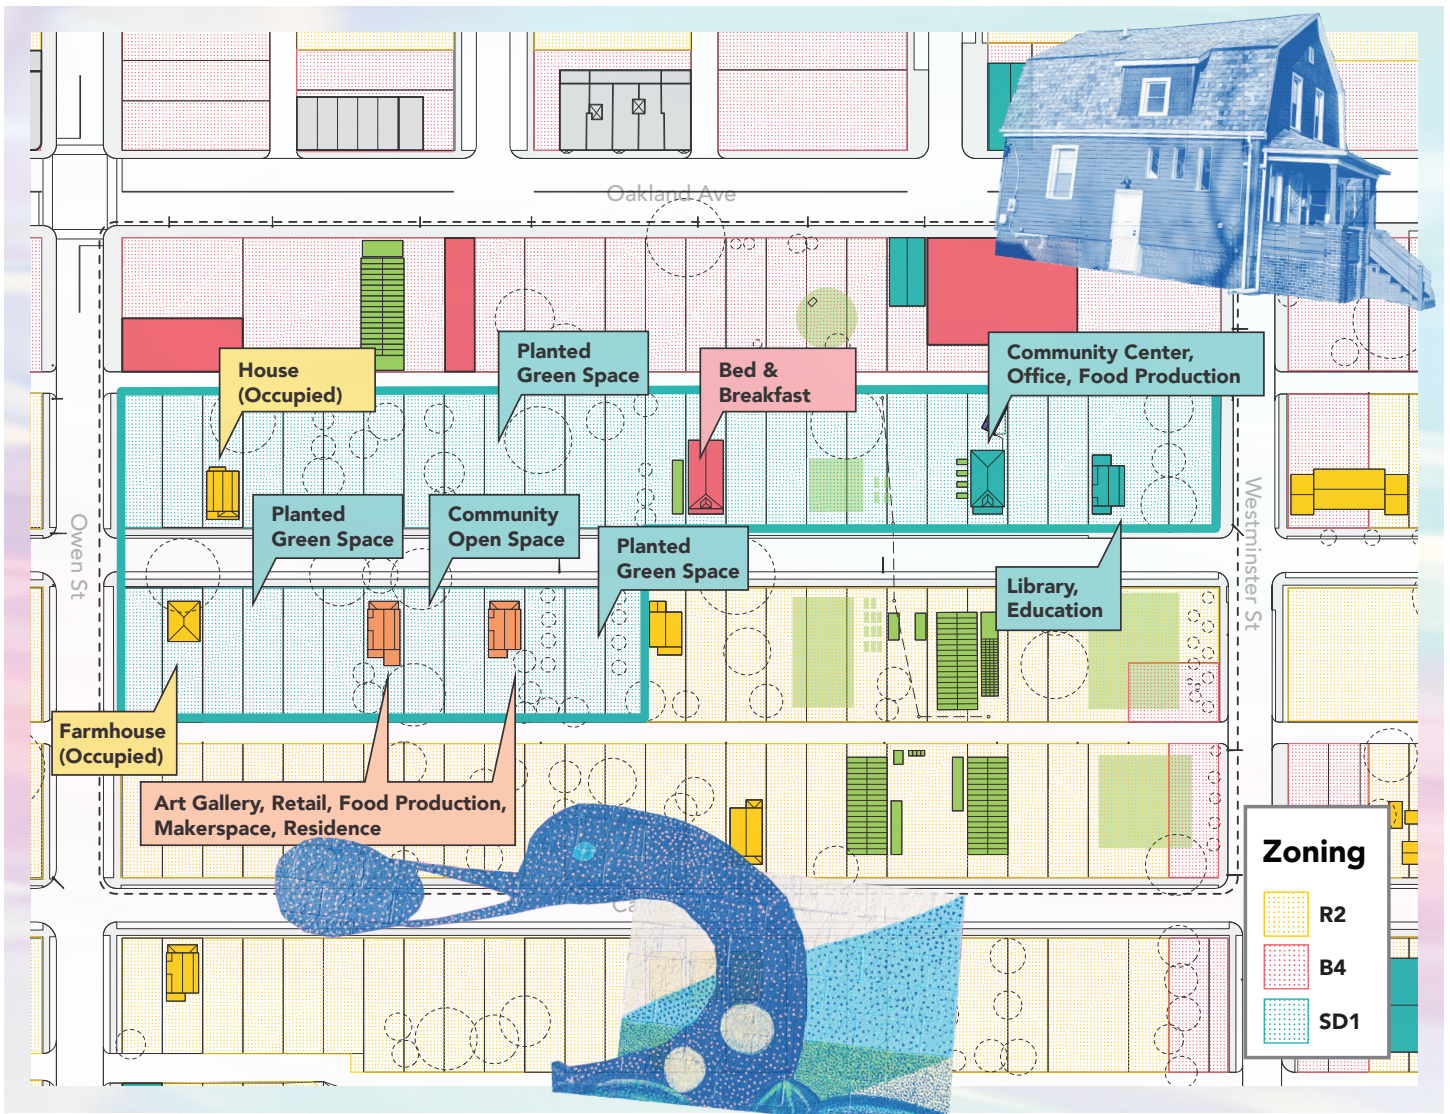 Oakland Ave
House
(Occupied)
Planted
Green Space
Bed &
Breakfast
Community Center,
Office, Food Production
Owen St
Westminster St
Planted
Green Space
Community
Open Space
Planted
Green Space
Library,
Education
Farmhouse
(Occupied)
Art Gallery, Retail, Food Production,
Makerspace, Residence
Zoning
R2
B4
SD1